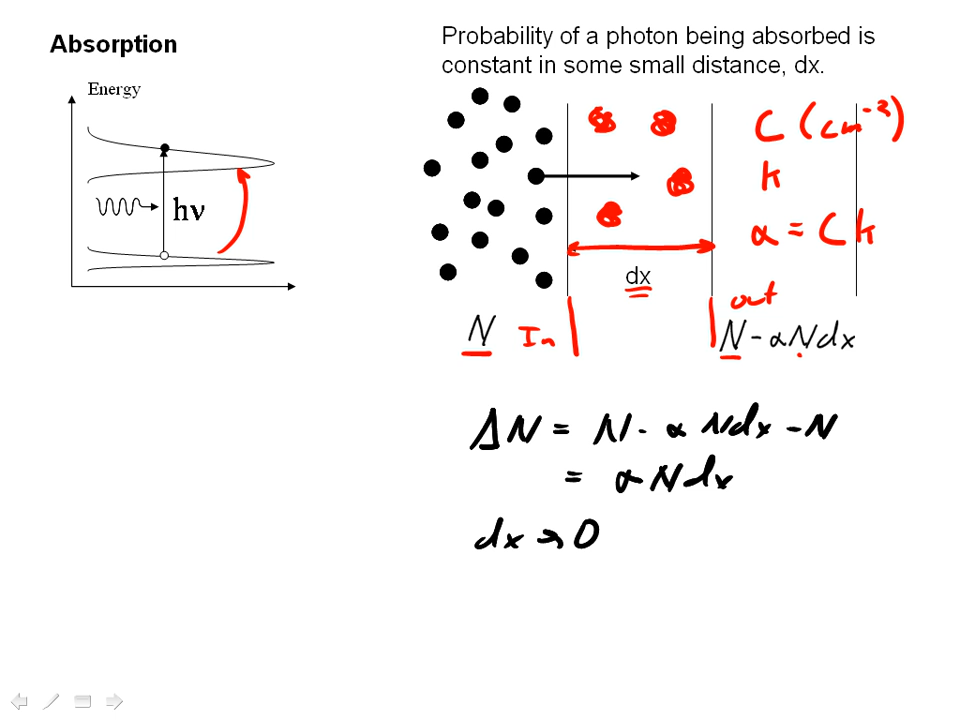 Absorption
Energy
hν
Probability of a photon being absorbed is
constant in some small distance, dx.
C (cm⁻³)
k
α = Ck
dx
out
N In
N - αNdx
ΔN = N - αNdx - N
= αNdx
dx → 0